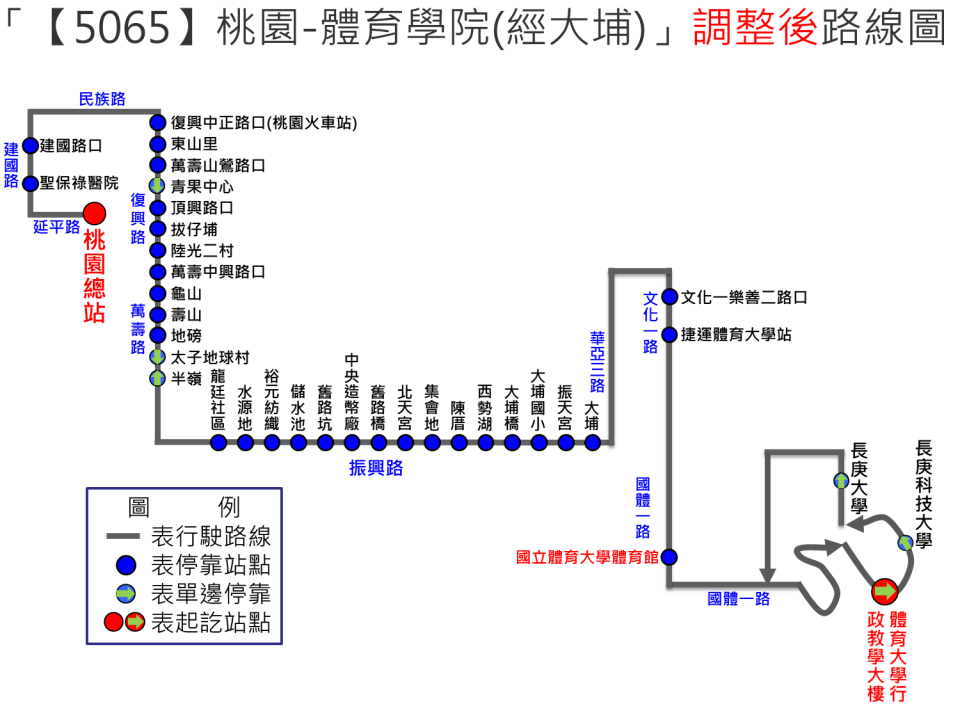 「【5065】桃園-體育學院(經大埔)」調整後路線圖
民族路
建國路
建國路口
聖保祿醫院
延平路
桃園總站
復興中正路口(桃園火車站)
東山里
萬壽山鶯路口
青果中心
復興路
頂興路口
拔仔埔
陸光二村
萬壽中興路口
龜山
萬壽路
壽山
地磅
太子地球村
半嶺
龍廷社區
水源地
裕元紡織
儲水池
舊路坑
中央造幣廠
舊路橋
北天宮
集會地
陳厝
西勢湖
大埔橋
大埔國小
振天宮
大埔
振興路
華亞三路
文化一路
文化一樂善二路口
捷運體育大學站
國體一路
國立體育大學體育館
國體一路
長庚大學
長庚科技大學
體育大學行
政教學大樓
圖 例
表行駛路線
表停靠站點
表單邊停靠
表起訖站點